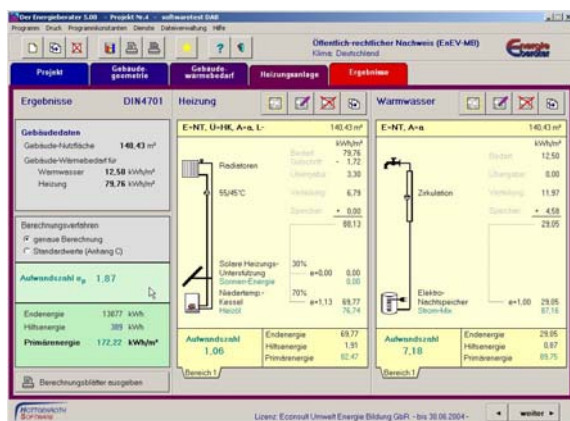 Der Energieberater 5.00 - Projekt Nr.4 - softwaretest DAB
Programm Druck Programmkonstanten Dienste Dateiverwaltung Hilfe
Öffentlich-rechtlicher Nachweis (EnEV-MB)
Klima: Deutschland
Energie
Berater
Projekt
Gebäude-
geometrie
Gebäude-
wärmebedarf
Heizungsanlage
Ergebnisse
Ergebnisse DIN4701
Gebäudedaten
Gebäude-Nutzfläche 140,43 m²
Gebäude-Wärmebedarf für
Warmwasser 12,50 kWh/m²
Heizung 79,76 kWh/m²
Berechnungsverfahren
genaue Berechnung
Standardwerte (Anhang C)
Aufwandszahl ep 1,87
Endenergie 13877 kWh
Hilfsenergie 389 kWh
Primärenergie 172,22 kWh/m²
Berechnungsblätter ausgeben
Heizung
E=NT, Ü=HK, A=a, L- 140,43 m²
kWh/m²
Bedarf 79,76
Gutschrift - 1,72
Radiatoren Übergabe 3,30
55/45°C Verteilung 6,79
Speicher + 0,00
88,13
Solare Heizungs- 30%
Unterstützung e=0,00 0,00
Sonnen-Energie 0,00
Niedertemp.- 70%
Kessel e=1,13 69,77
Heizöl 76,74
Aufwandszahl
1,06
Endenergie 69,77
Hilfsenergie 1,91
Primärenergie 82,47
Bereich 1
Warmwasser
E=NT, A=a 140,43 m²
kWh/m²
Bedarf 12,50
Übergabe 0,00
Zirkulation Verteilung 11,97
Speicher + 4,58
29,05
Elektro-
Nachtspeicher e=1,00 29,05
Strom-Mix 87,16
Aufwandszahl
7,18
Endenergie 29,05
Hilfsenergie 0,87
Primärenergie 89,75
Bereich 1
Hottgenroth
Software
Lizenz: Econsult Umwelt Energie Bildung GbR - bis 30.06.2004-
weiter